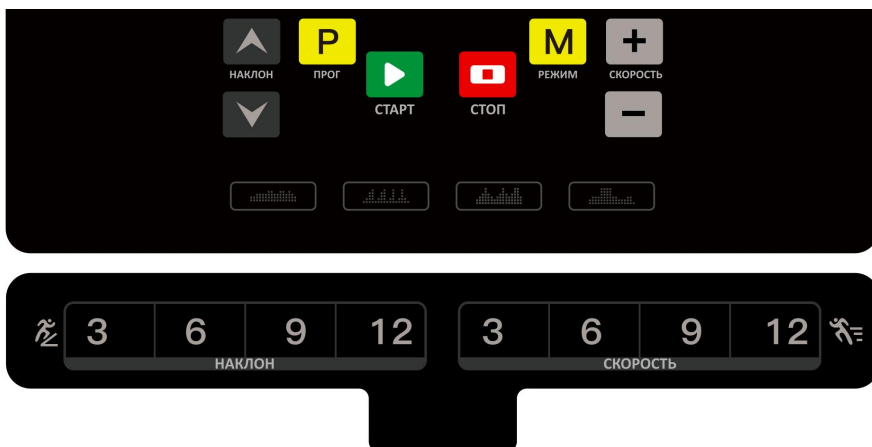 P
M
+
НАКЛОН
ПРОГ
РЕЖИМ
СКОРОСТЬ
СТАРТ
СТОП
−
3 6 9 12
НАКЛОН
3 6 9 12
СКОРОСТЬ